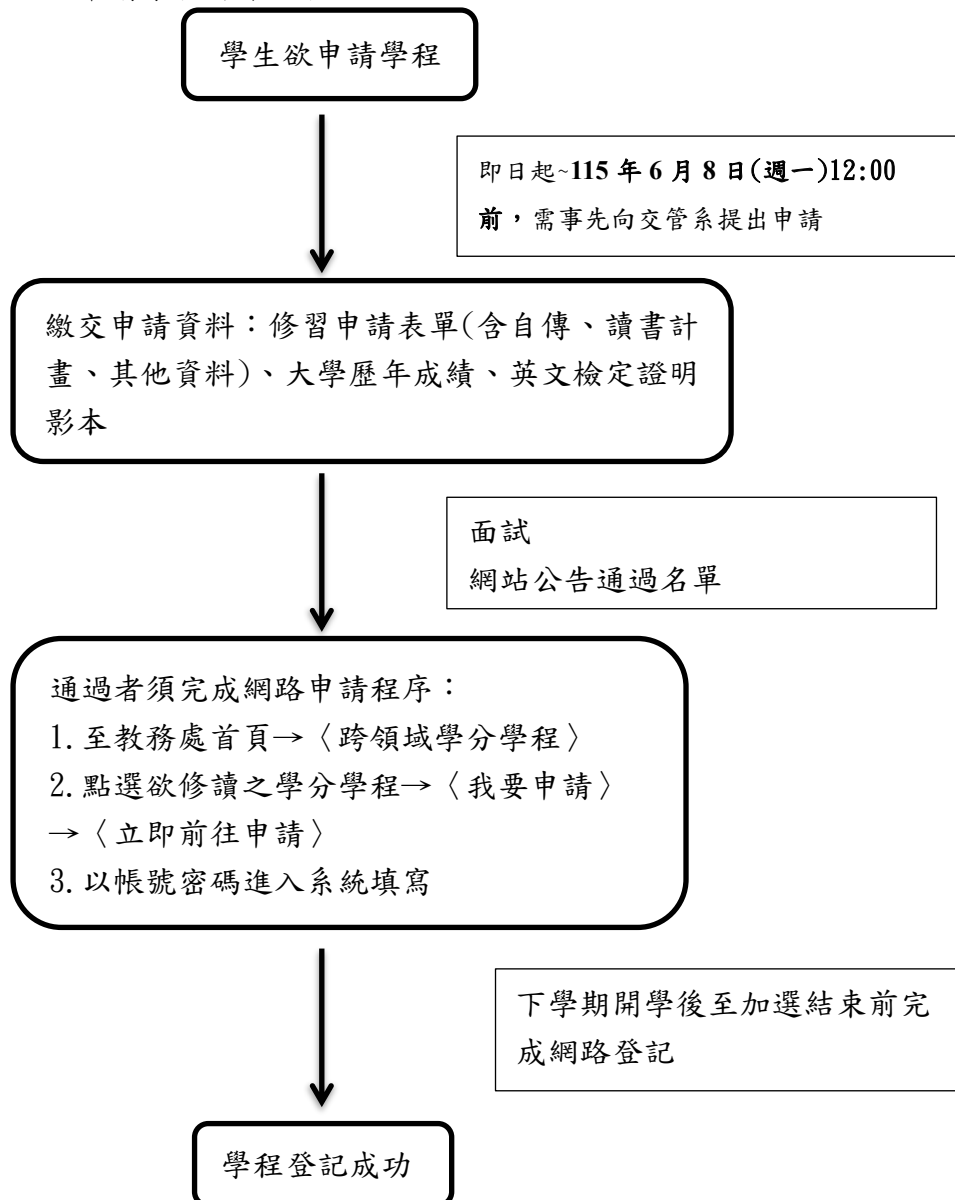 學生欲申請學程
即日起~115 年 6 月 8 日(週一)12:00
前，需事先向交管系提出申請
繳交申請資料：修習申請表單(含自傳、讀書計
畫、其他資料)、大學歷年成績、英文檢定證明
影本
面試
網站公告通過名單
通過者須完成網路申請程序：
1.至教務處首頁→〈跨領域學分學程〉
2.點選欲修讀之學分學程→〈我要申請〉
→〈立即前往申請〉
3.以帳號密碼進入系統填寫
下學期開學後至加選結束前完
成網路登記
學程登記成功